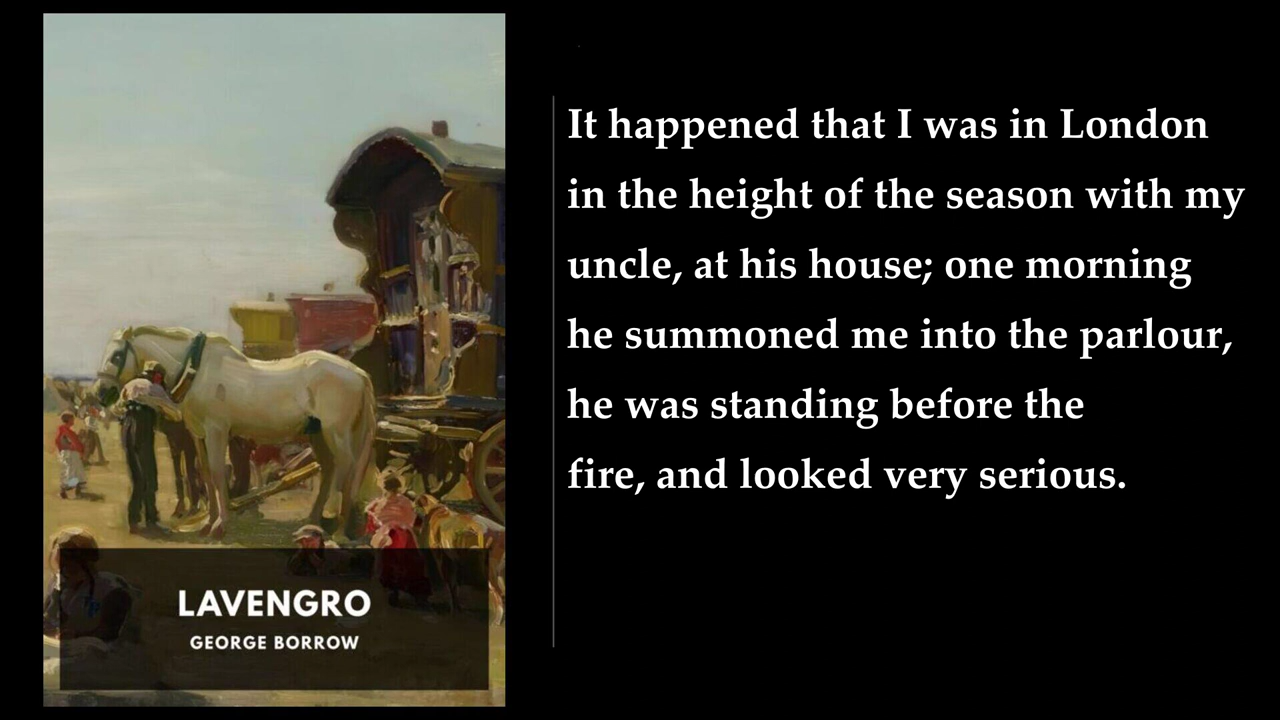 LAVENGRO
GEORGE BORROW
It happened that I was in London
in the height of the season with my
uncle, at his house; one morning
he summoned me into the parlour,
he was standing before the
fire, and looked very serious.